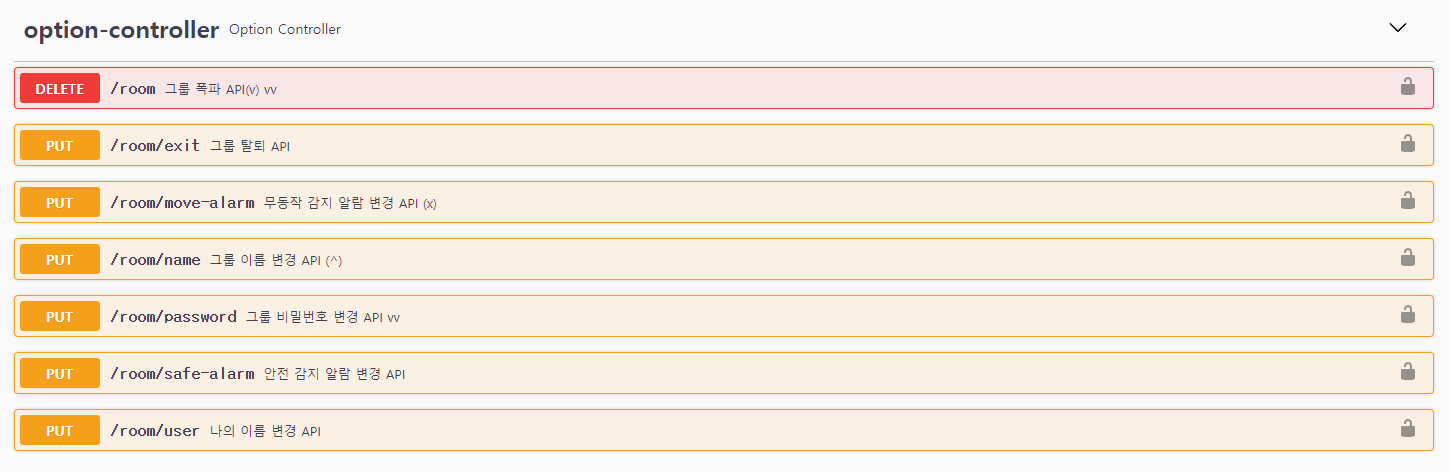 option-controller Option Controller
DELETE /room 그룹 폭파 API(v) vv
PUT /room/exit 그룹 탈퇴 API
PUT /room/move-alarm 무동작 감지 알람 변경 API (x)
PUT /room/name 그룹 이름 변경 API (^)
PUT /room/password 그룹 비밀번호 변경 API vv
PUT /room/safe-alarm 안전 감지 알람 변경 API
PUT /room/user 나의 이름 변경 API